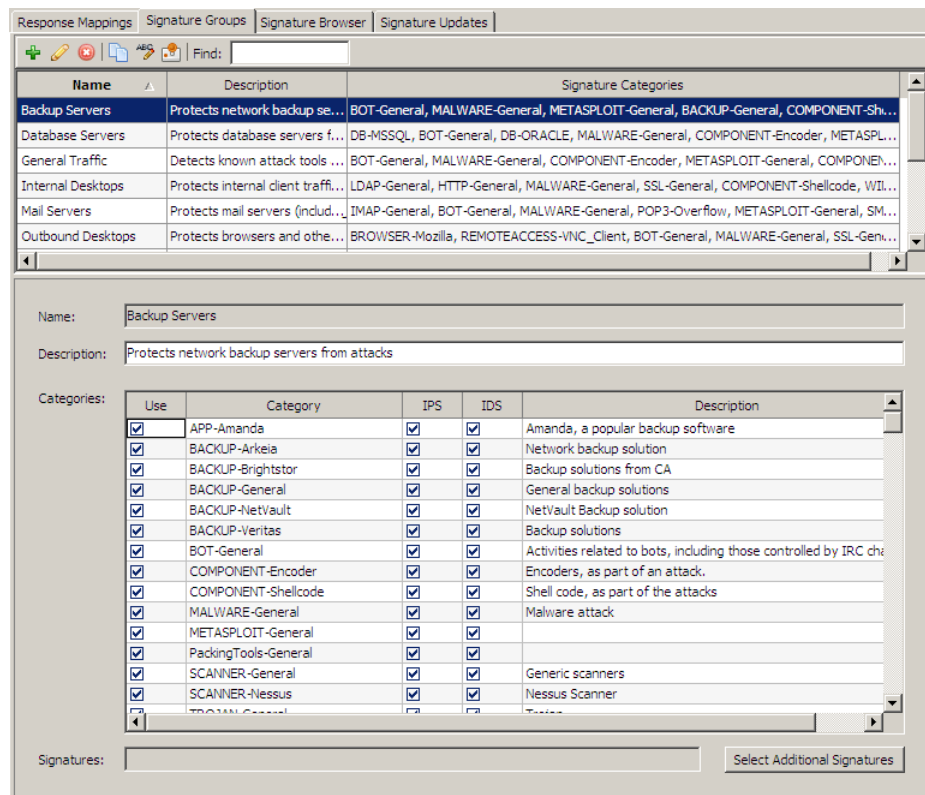 Response Mappings Signature Groups Signature Browser Signature Updates
ABC Find:
Name Description Signature Categories
Backup Servers Protects network backup se... BOT-General, MALWARE-General, METASPLOIT-General, BACKUP-General, COMPONENT-Sh...
Database Servers Protects database servers f... DB-MSSQL, BOT-General, DB-ORACLE, MALWARE-General, COMPONENT-Encoder, METASPL...
General Traffic Detects known attack tools ... BOT-General, MALWARE-General, COMPONENT-Encoder, METASPLOIT-General, COMPONEN...
Internal Desktops Protects internal client traffi... LDAP-General, HTTP-General, MALWARE-General, SSL-General, COMPONENT-Shellcode, WI...
Mail Servers Protects mail servers (includ... IMAP-General, BOT-General, MALWARE-General, POP3-Overflow, METASPLOIT-General, SM...
Outbound Desktops Protects browsers and othe... BROWSER-Mozilla, REMOTEACCESS-VNC_Client, BOT-General, MALWARE-General, SSL-Gen...
Name: Backup Servers
Description: Protects network backup servers from attacks
Categories:
Use Category IPS IDS Description
APP-Amanda Amanda, a popular backup software
BACKUP-Arkeia Network backup solution
BACKUP-Brightstor Backup solutions from CA
BACKUP-General General backup solutions
BACKUP-NetVault NetVault Backup solution
BACKUP-Veritas Backup solutions
BOT-General Activities related to bots, including those controlled by IRC cha
COMPONENT-Encoder Encoders, as part of an attack.
COMPONENT-Shellcode Shell code, as part of the attacks
MALWARE-General Malware attack
METASPLOIT-General
PackingTools-General
SCANNER-General Generic scanners
SCANNER-Nessus Nessus Scanner
TROJAN-General Trojan
Signatures: Select Additional Signatures